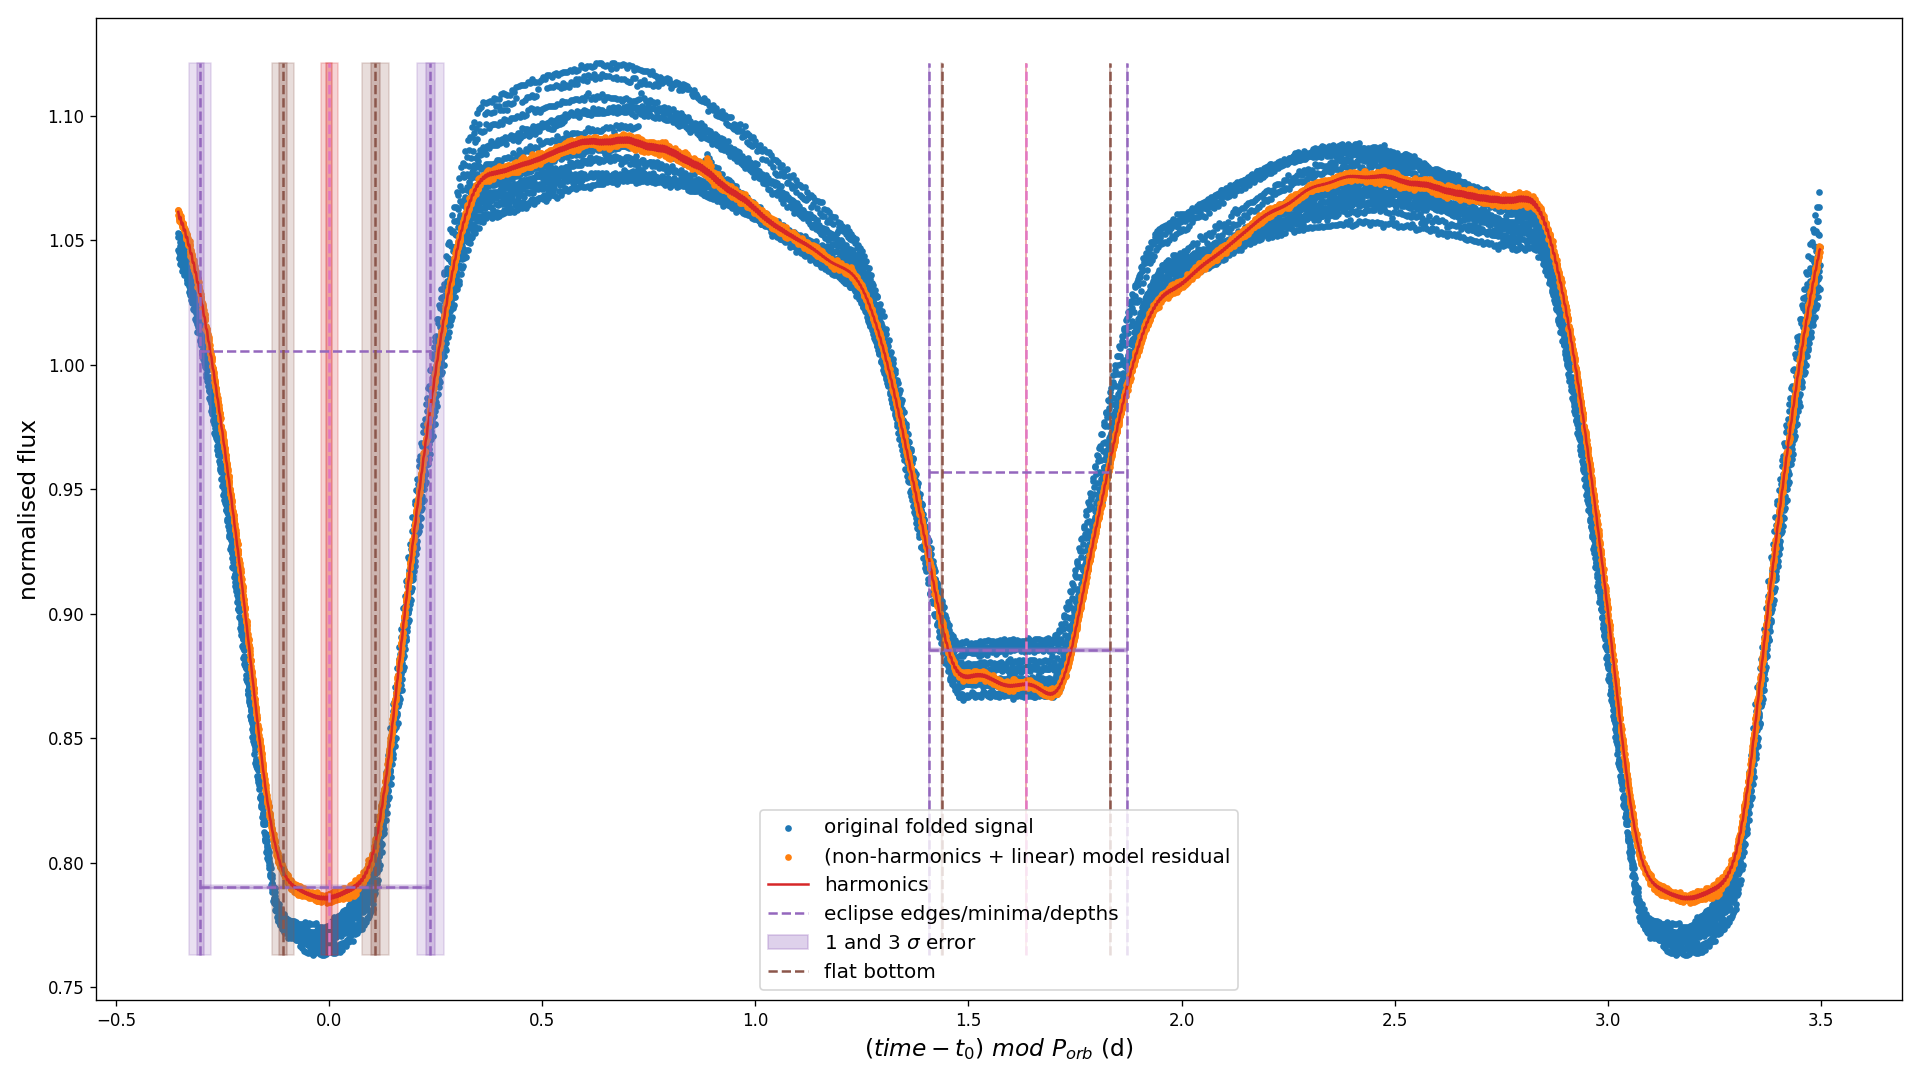 normalised flux
1.10
1.05
1.00
0.95
0.90
0.85
0.80
0.75
original folded signal
(non-harmonics + linear) model residual
harmonics
eclipse edges/minima/depths
1 and 3 σ error
flat bottom
−0.5 0.0 0.5 1.0 1.5 2.0 2.5 3.0 3.5
(time − t₀) mod P_orb (d)